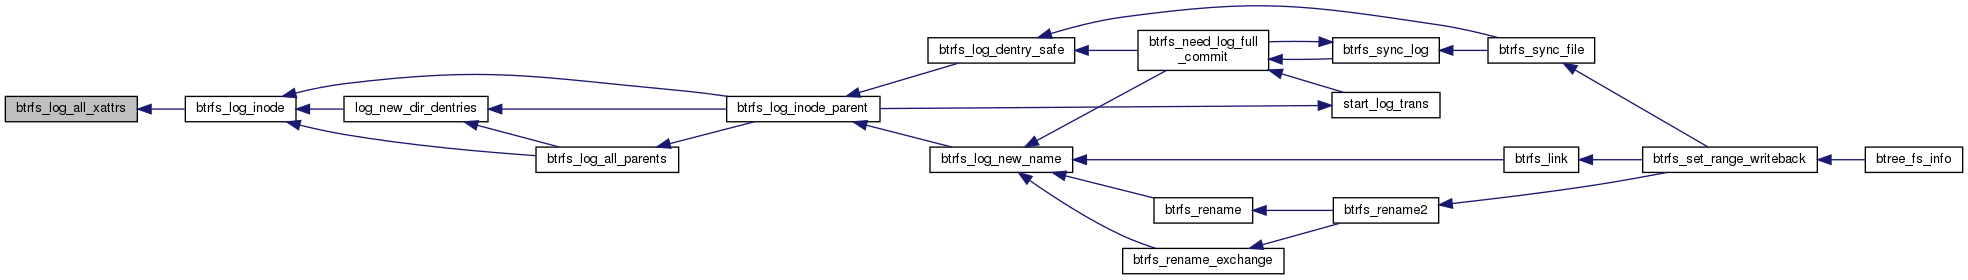 btrfs_log_all_xattrs
btrfs_log_inode
log_new_dir_dentries
btrfs_log_all_parents
btrfs_log_inode_parent
btrfs_log_dentry_safe
btrfs_log_new_name
btrfs_need_log_full
_commit
btrfs_sync_log
start_log_trans
btrfs_sync_file
btrfs_link
btrfs_rename
btrfs_rename2
btrfs_rename_exchange
btrfs_set_range_writeback
btree_fs_info